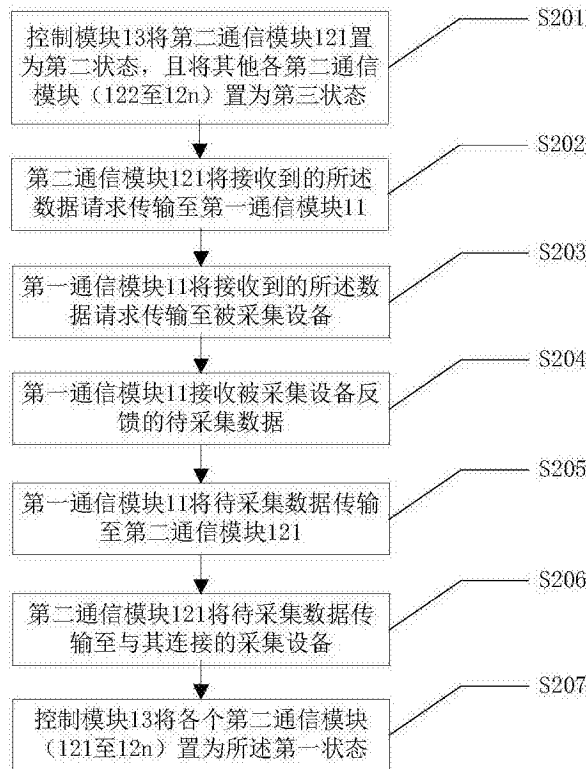 控制模块13将第二通信模块121置
为第二状态，且将其他各第二通信
模块（122至12n）置为第三状态
S201
第二通信模块121将接收到的所述
数据请求传输至第一通信模块11
S202
第一通信模块11将接收到的所述数
据请求传输至被采集设备
S203
第一通信模块11接收被采集设备反
馈的待采集数据
S204
第一通信模块11将待采集数据传输
至第二通信模块121
S205
第二通信模块121将待采集数据传
输至与其连接的采集设备
S206
控制模块13将各个第二通信模块
（121至12n）置为所述第一状态
S207